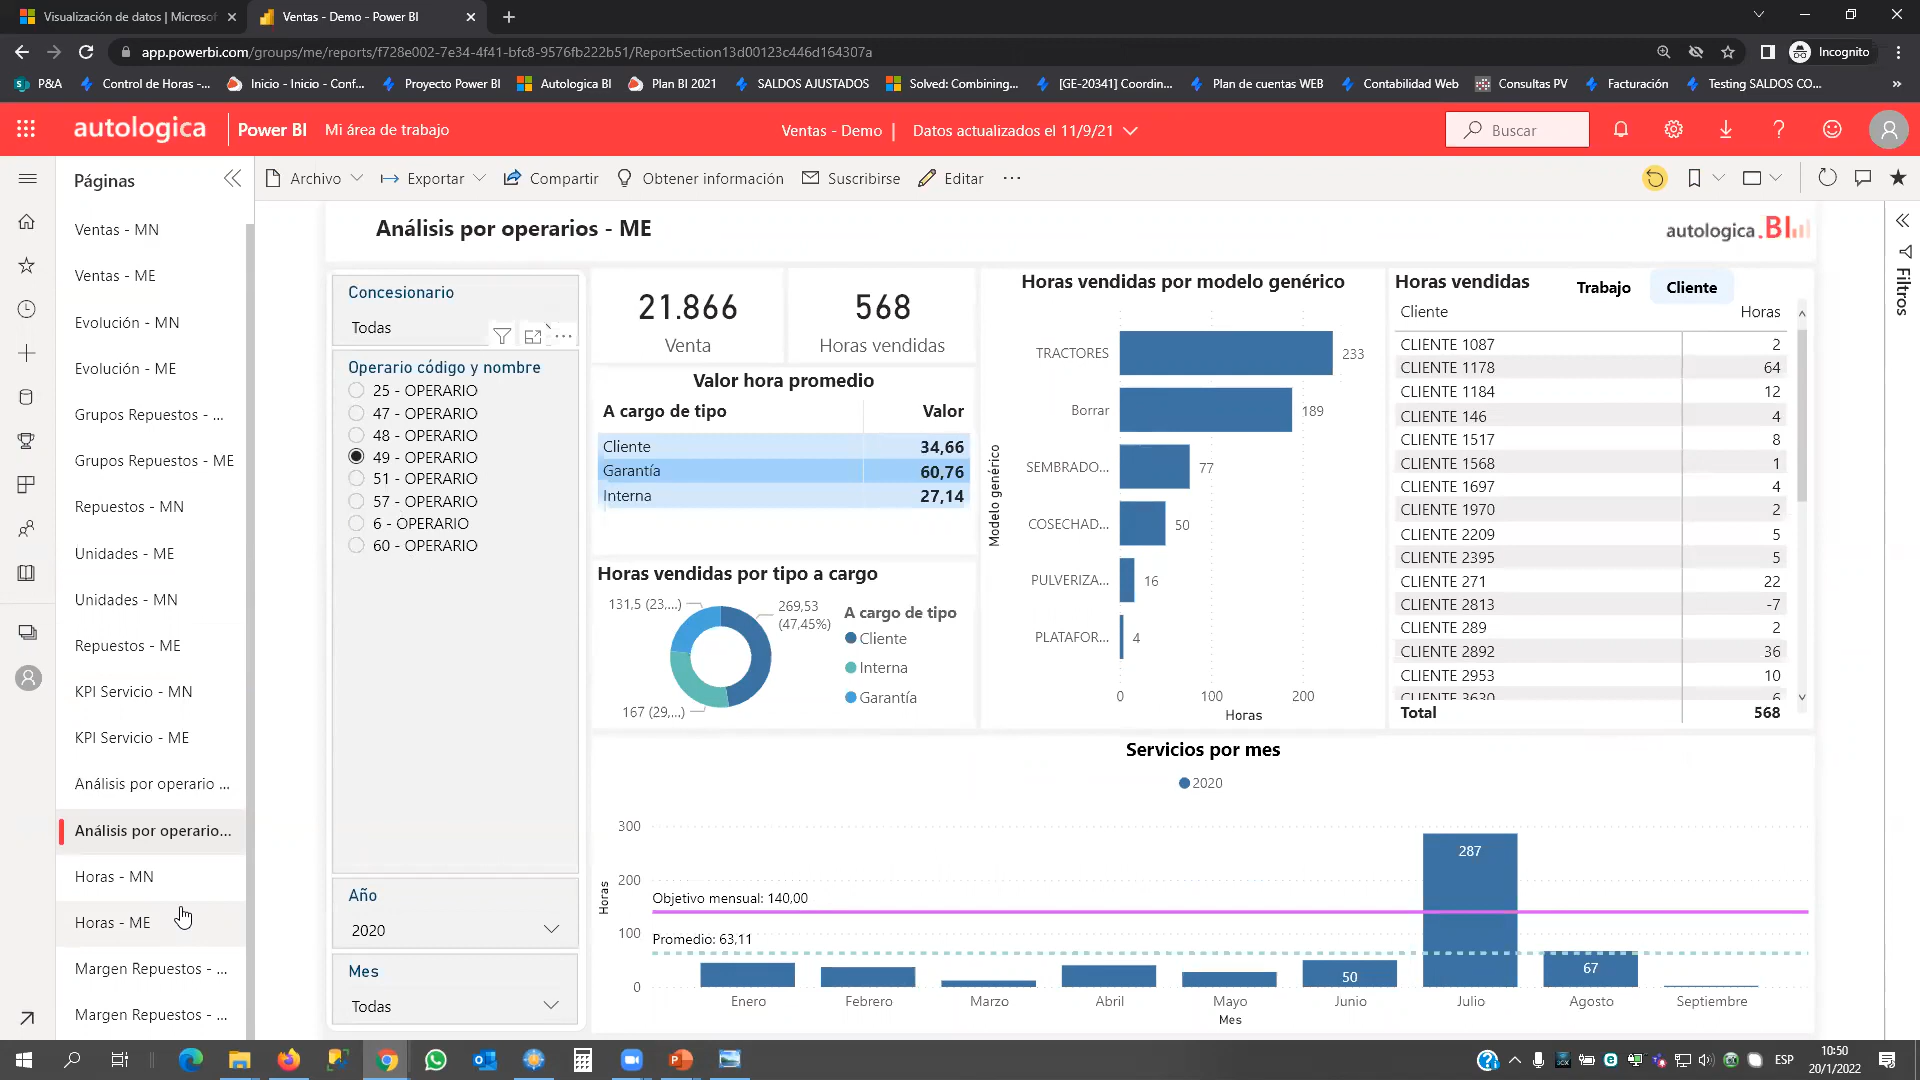 Visualización de datos | Microsof
Ventas - Demo - Power BI
app.powerbi.com/groups/me/reports/f728e002-7e34-4f41-bfc8-9576fb222b51/ReportSection13d00123c446d164307a
Incognito
P&A
Control de Horas -...
Inicio - Inicio - Conf...
Proyecto Power BI
Autologica BI
Plan BI 2021
SALDOS AJUSTADOS
Solved: Combining...
[GE-20341] Coordin...
Plan de cuentas WEB
Contabilidad Web
Consultas PV
Facturación
Testing SALDOS CO...
autologica
Power BI
Mi área de trabajo
Ventas - Demo | Datos actualizados el 11/9/21
Buscar
Páginas
Archivo
Exportar
Compartir
Obtener información
Suscribirse
Editar
Ventas - MN
Ventas - ME
Evolución - MN
Evolución - ME
Grupos Repuestos - ...
Grupos Repuestos - ME
Repuestos - MN
Unidades - ME
Unidades - MN
Repuestos - ME
KPI Servicio - MN
KPI Servicio - ME
Análisis por operario ...
Análisis por operario...
Horas - MN
Horas - ME
Margen Repuestos - ...
Margen Repuestos - ...
Análisis por operarios - ME
autologica.BI
Filtros
Concesionario
Todas
Operario código y nombre
25 - OPERARIO
47 - OPERARIO
48 - OPERARIO
49 - OPERARIO
51 - OPERARIO
57 - OPERARIO
6 - OPERARIO
60 - OPERARIO
Año
2020
Mes
Todas
21.866
Venta
568
Horas vendidas
Valor hora promedio
A cargo de tipo Valor
Cliente 34,66
Garantía 60,76
Interna 27,14
Horas vendidas por tipo a cargo
131,5 (23,...)
269,53
(47,45%)
167 (29,...)
A cargo de tipo
Cliente
Interna
Garantía
Horas vendidas por modelo genérico
Modelo genérico
TRACTORES 233
Borrar 189
SEMBRADO... 77
COSECHAD... 50
PULVERIZA... 16
PLATAFOR... 4
0 100 200
Horas
Horas vendidas
Trabajo
Cliente
Cliente Horas
CLIENTE 1087 2
CLIENTE 1178 64
CLIENTE 1184 12
CLIENTE 146 4
CLIENTE 1517 8
CLIENTE 1568 1
CLIENTE 1697 4
CLIENTE 1970 2
CLIENTE 2209 5
CLIENTE 2395 5
CLIENTE 271 22
CLIENTE 2813 -7
CLIENTE 289 2
CLIENTE 2892 36
CLIENTE 2953 10
CLIENTE 3630 6
Total 568
Servicios por mes
2020
Horas
300
200
100
0
Objetivo mensual: 140,00
Promedio: 63,11
287
50
67
Enero Febrero Marzo Abril Mayo Junio Julio Agosto Septiembre
Mes
ESP
10:50
20/1/2022